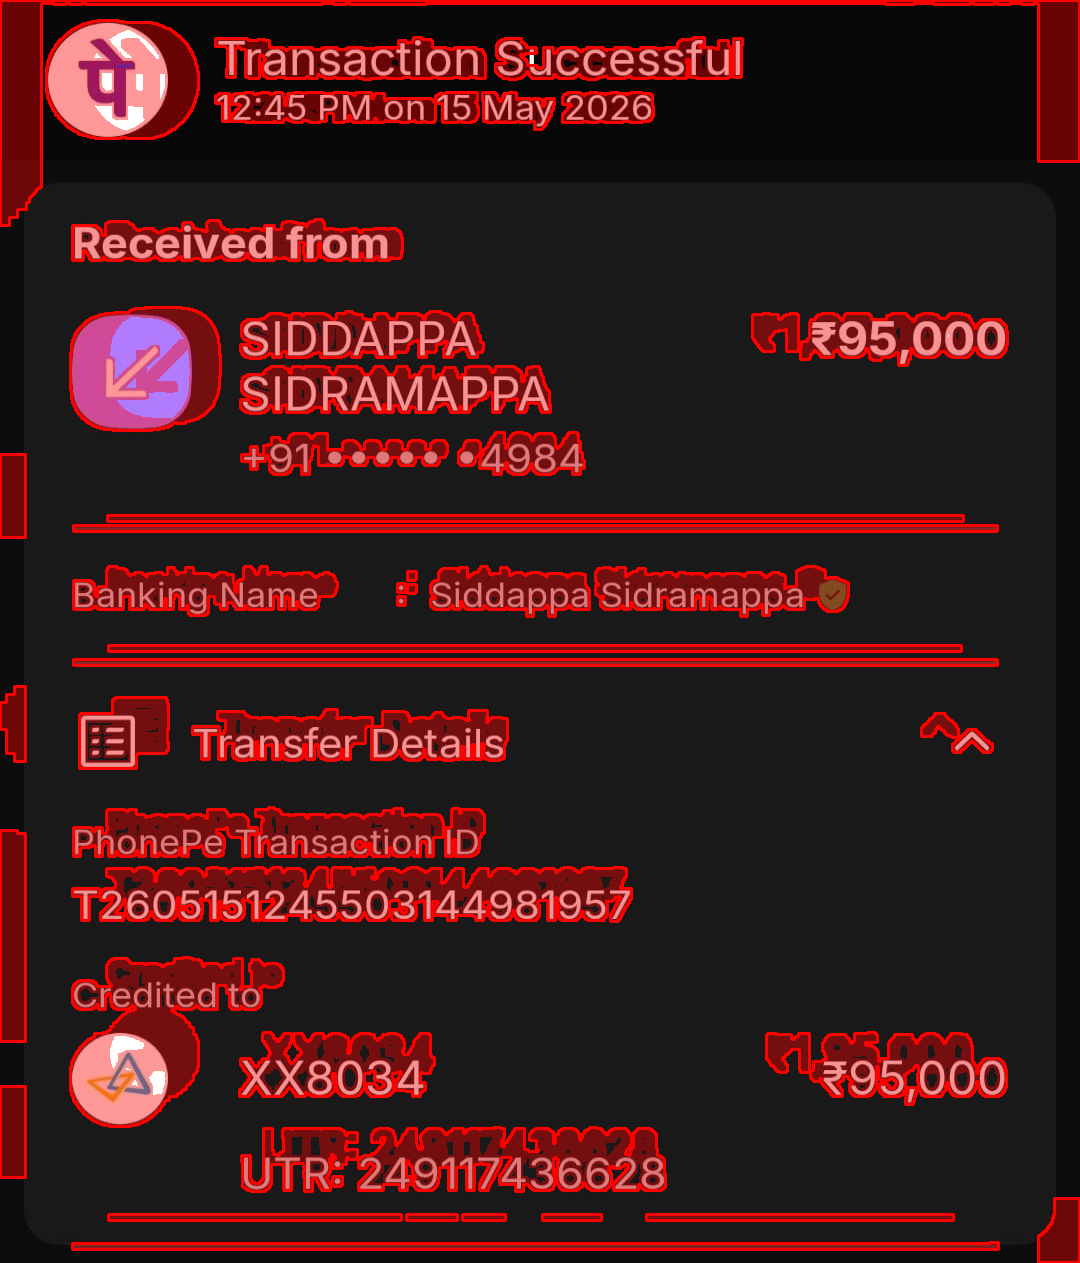 पे
Transaction Successful
12:45 PM on 15 May 2026
Received from
SIDDAPPA ₹95,000
SIDRAMAPPA
+91 ••••• •4984
Banking Name : Siddappa Sidramappa
Transfer Details
PhonePe Transaction ID
T2605151245503144981957
Credited to
XX8034 ₹95,000
UTR: 249117436628